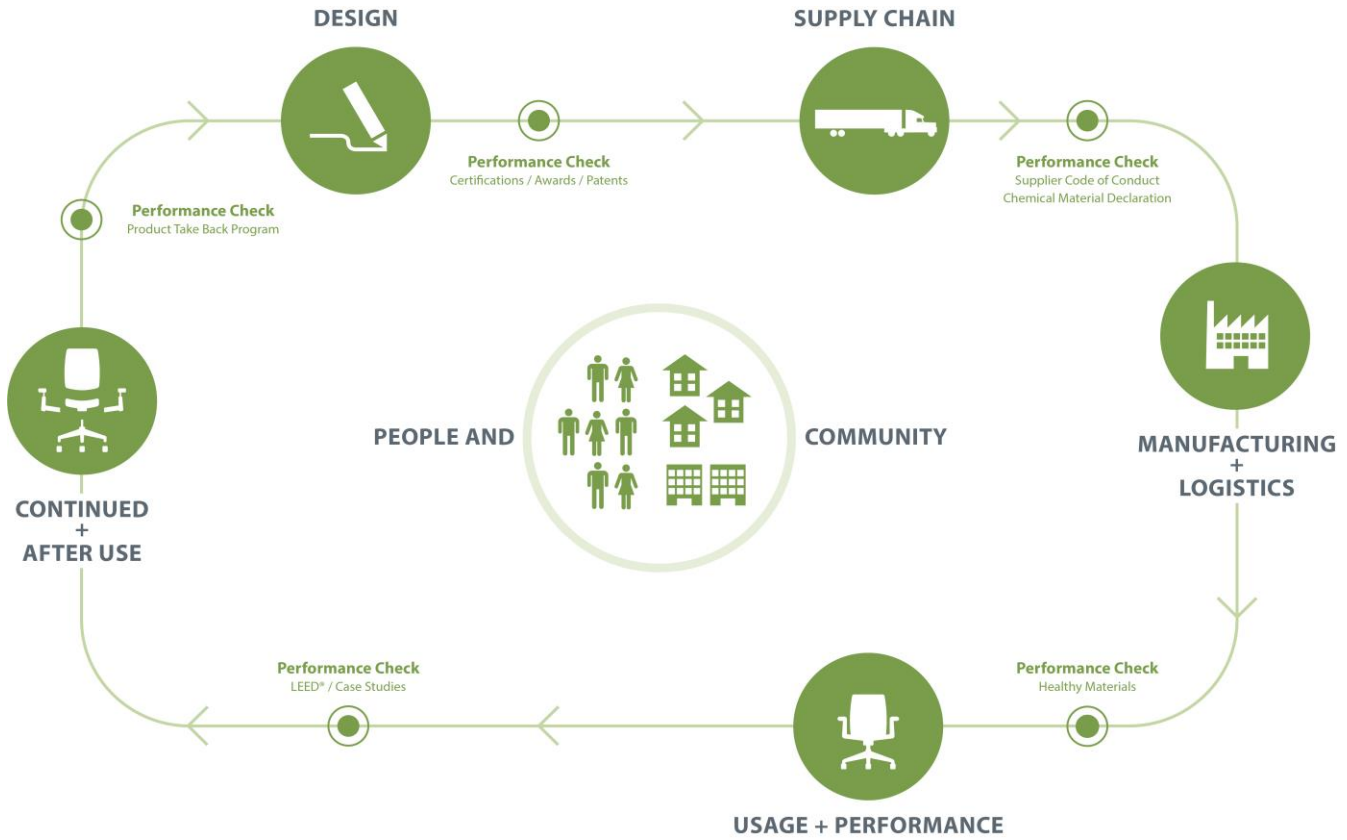 DESIGN
SUPPLY CHAIN
Performance Check
Certifications / Awards / Patents
Performance Check
Supplier Code of Conduct
Chemical Material Declaration
Performance Check
Product Take Back Program
PEOPLE AND
COMMUNITY
MANUFACTURING
+
LOGISTICS
CONTINUED
+
AFTER USE
Performance Check
LEED® / Case Studies
Performance Check
Healthy Materials
USAGE + PERFORMANCE